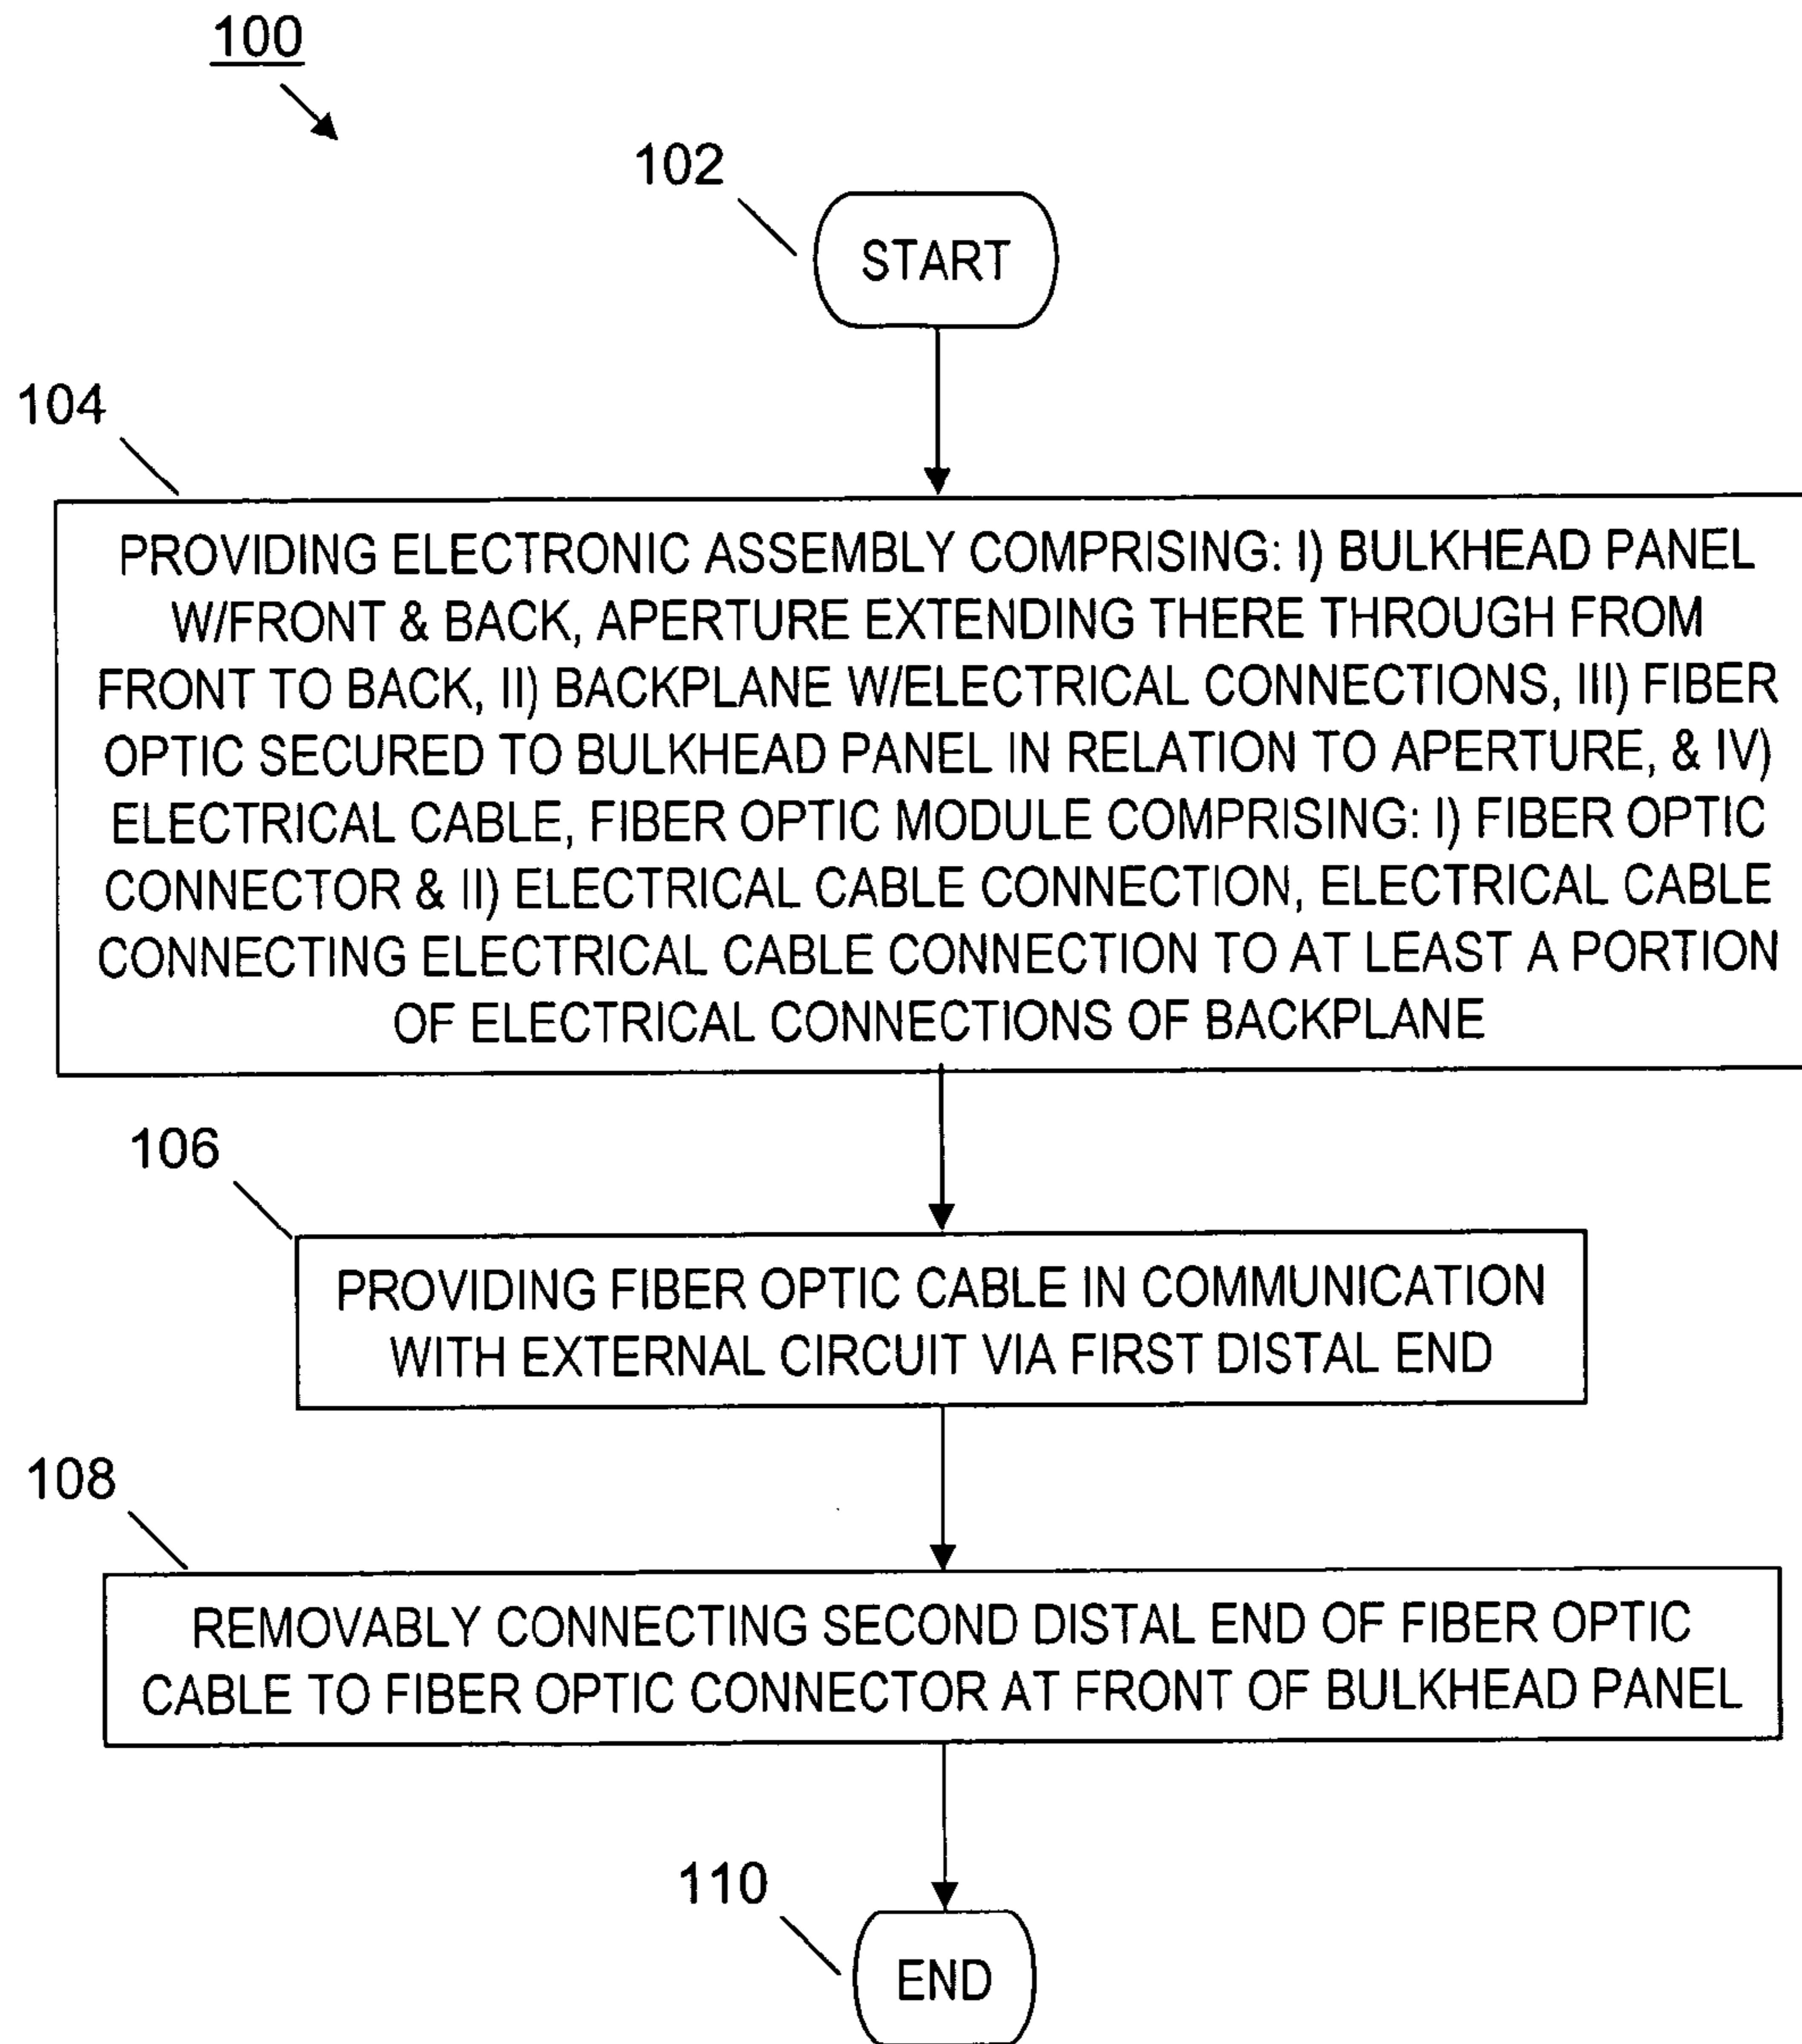 100
102
START
104
PROVIDING ELECTRONIC ASSEMBLY COMPRISING: I) BULKHEAD PANEL
W/FRONT & BACK, APERTURE EXTENDING THERE THROUGH FROM
FRONT TO BACK, II) BACKPLANE W/ELECTRICAL CONNECTIONS, III) FIBER
OPTIC SECURED TO BULKHEAD PANEL IN RELATION TO APERTURE, & IV)
ELECTRICAL CABLE, FIBER OPTIC MODULE COMPRISING: I) FIBER OPTIC
CONNECTOR & II) ELECTRICAL CABLE CONNECTION, ELECTRICAL CABLE
CONNECTING ELECTRICAL CABLE CONNECTION TO AT LEAST A PORTION
OF ELECTRICAL CONNECTIONS OF BACKPLANE
106
PROVIDING FIBER OPTIC CABLE IN COMMUNICATION
WITH EXTERNAL CIRCUIT VIA FIRST DISTAL END
108
REMOVABLY CONNECTING SECOND DISTAL END OF FIBER OPTIC
CABLE TO FIBER OPTIC CONNECTOR AT FRONT OF BULKHEAD PANEL
110
END